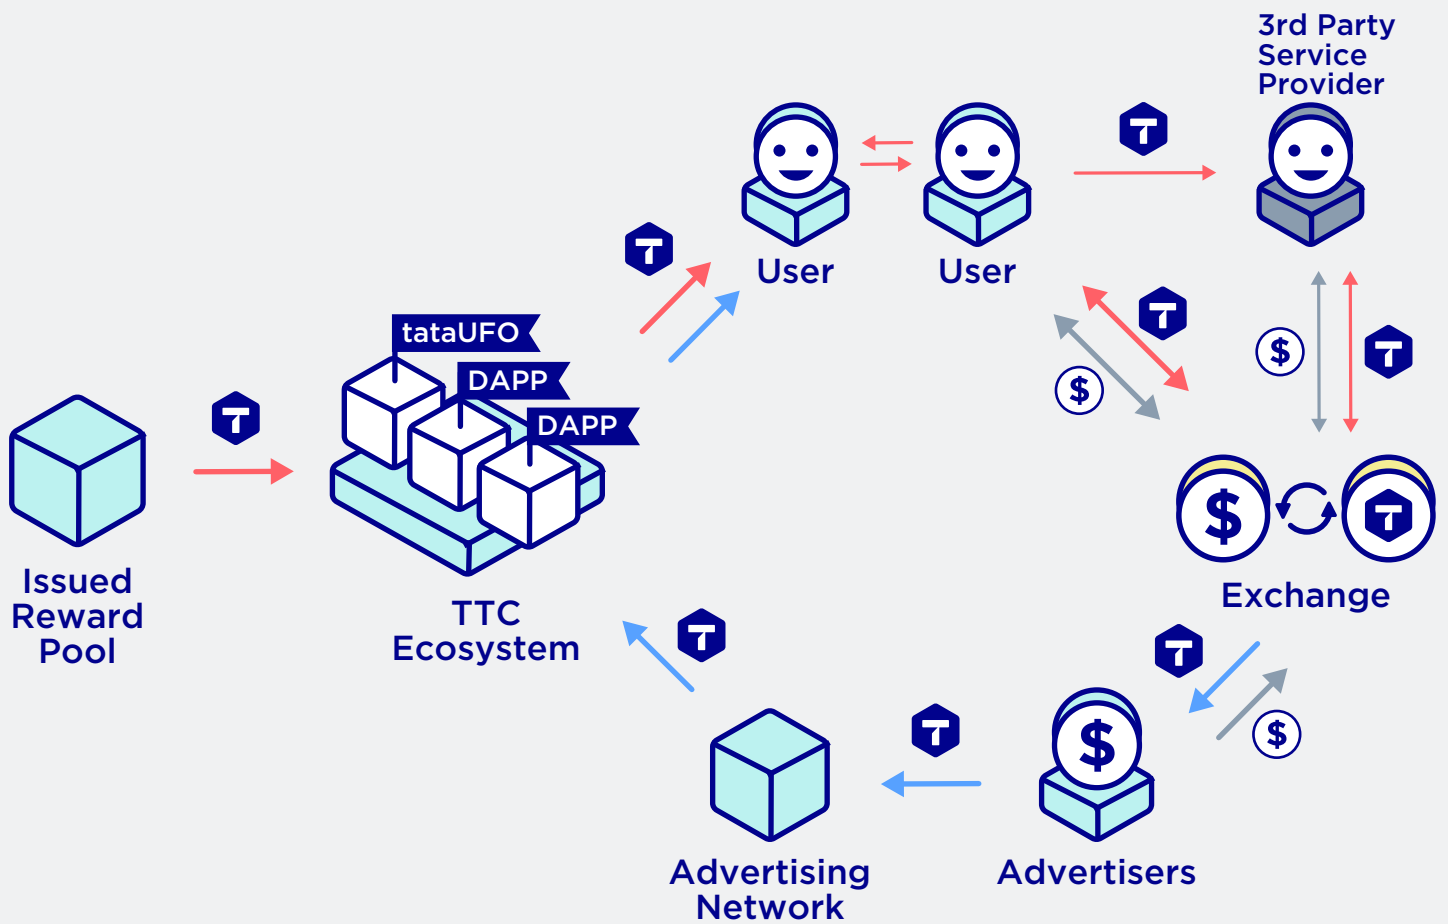 3rd Party
Service
Provider
User
User
tataUFO
DAPP
DAPP
$
$
$
Issued
Reward
Pool
TTC
Ecosystem
Exchange
$
$
Advertising
Network
Advertisers